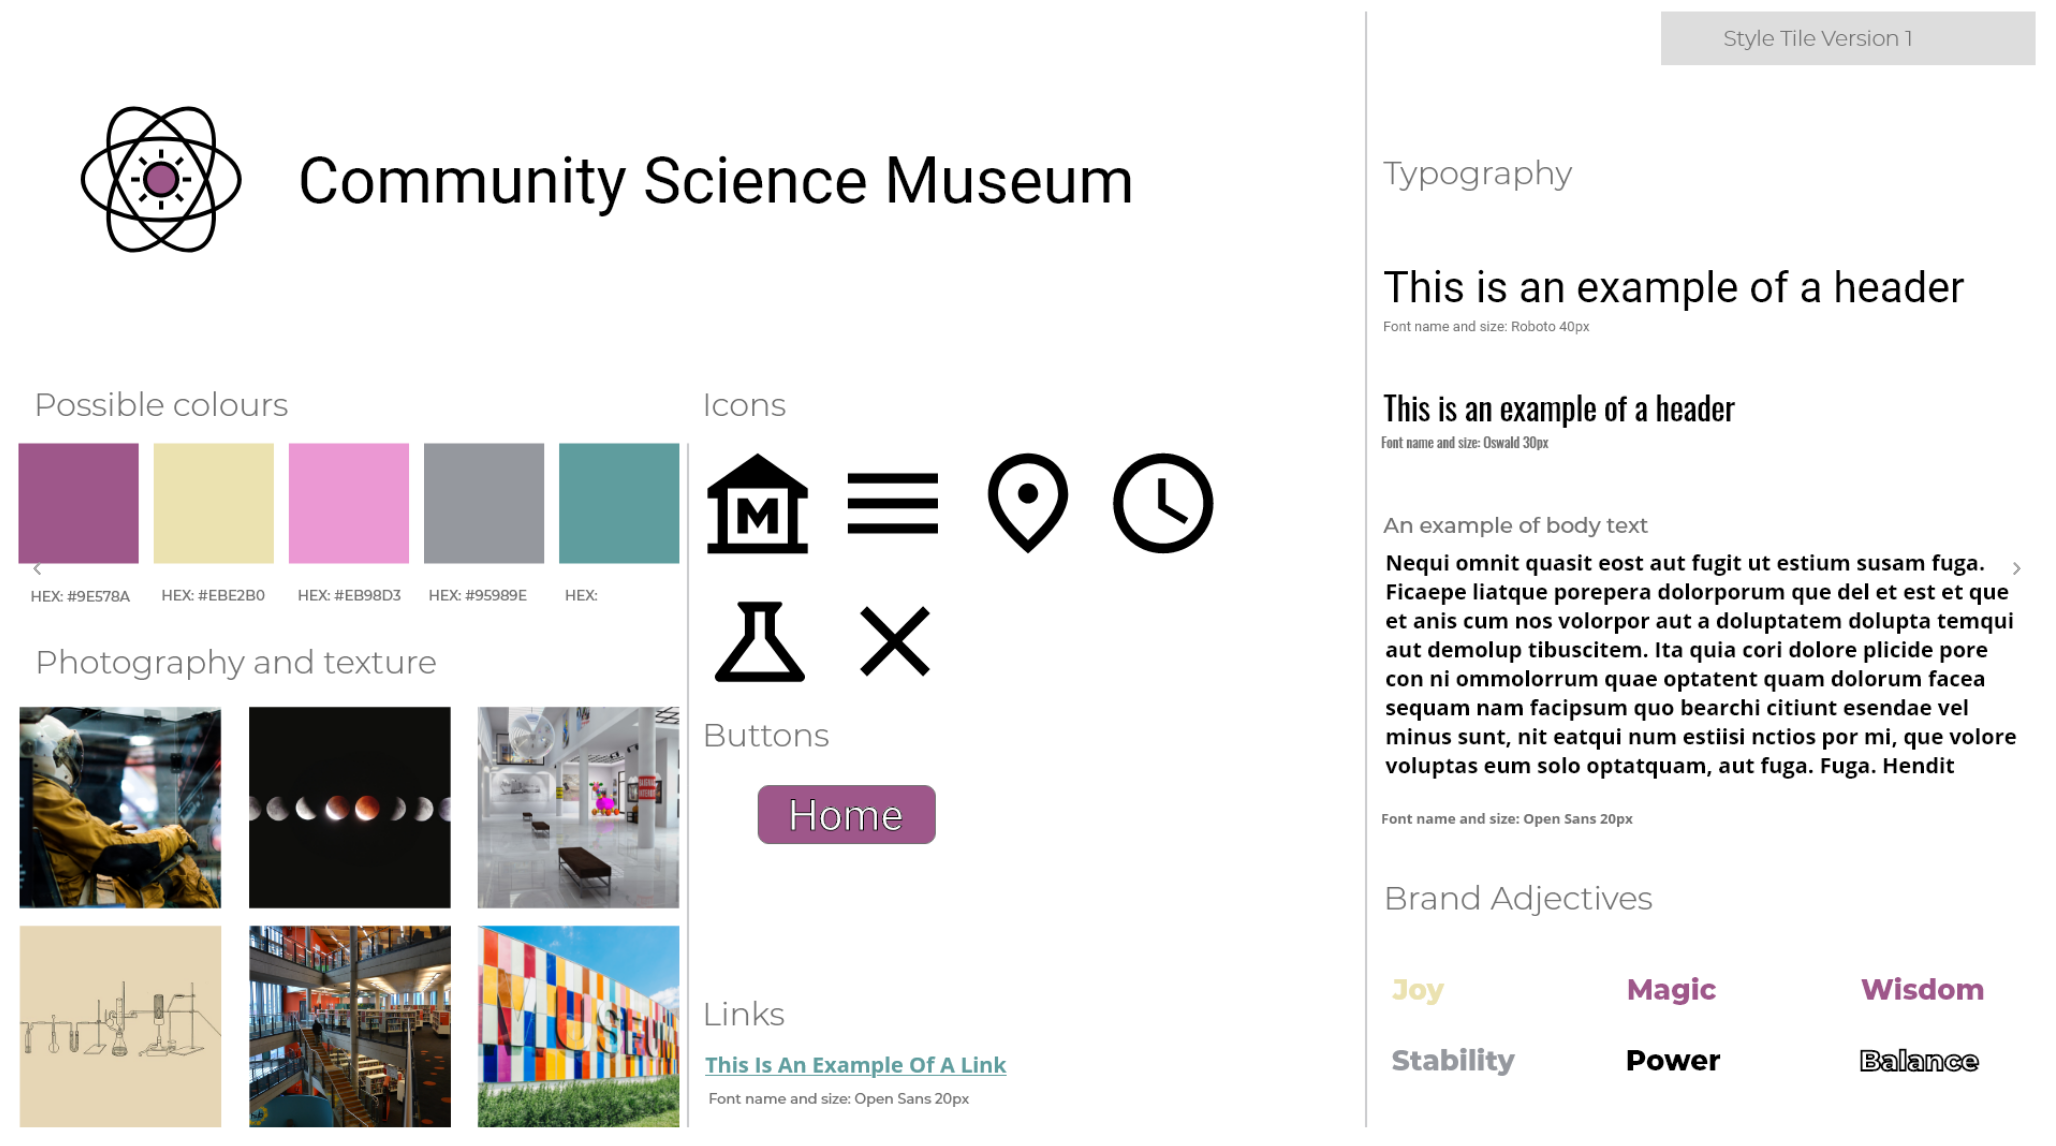 Style Tile Version 1
Community Science Museum
Possible colours
HEX: #9E578A
HEX: #EBE2B0
HEX: #EB98D3
HEX: #95989E
HEX:
Photography and texture
MUSEUM
Icons
M
Buttons
Home
Links
This Is An Example Of A Link
Font name and size: Open Sans 20px
Typography
This is an example of a header
Font name and size: Roboto 40px
This is an example of a header
Font name and size: Oswald 30px
An example of body text
Nequi omnit quasit eost aut fugit ut estium susam fuga.
Ficaepe liatque porepera dolorporum que del et est et que
et anis cum nos volorpor aut a doluptatem dolupta temqui
aut demolup tibuscitem. Ita quia cori dolore plicide pore
con ni ommolorrum quae optatent quam dolorum facea
sequam nam facipsum quo bearchi citiunt esendae vel
minus sunt, nit eatqui num estiisi nctios por mi, que volore
voluptas eum solo optatquam, aut fuga. Fuga. Hendit
Font name and size: Open Sans 20px
Brand Adjectives
Joy
Magic
Wisdom
Stability
Power
Balance